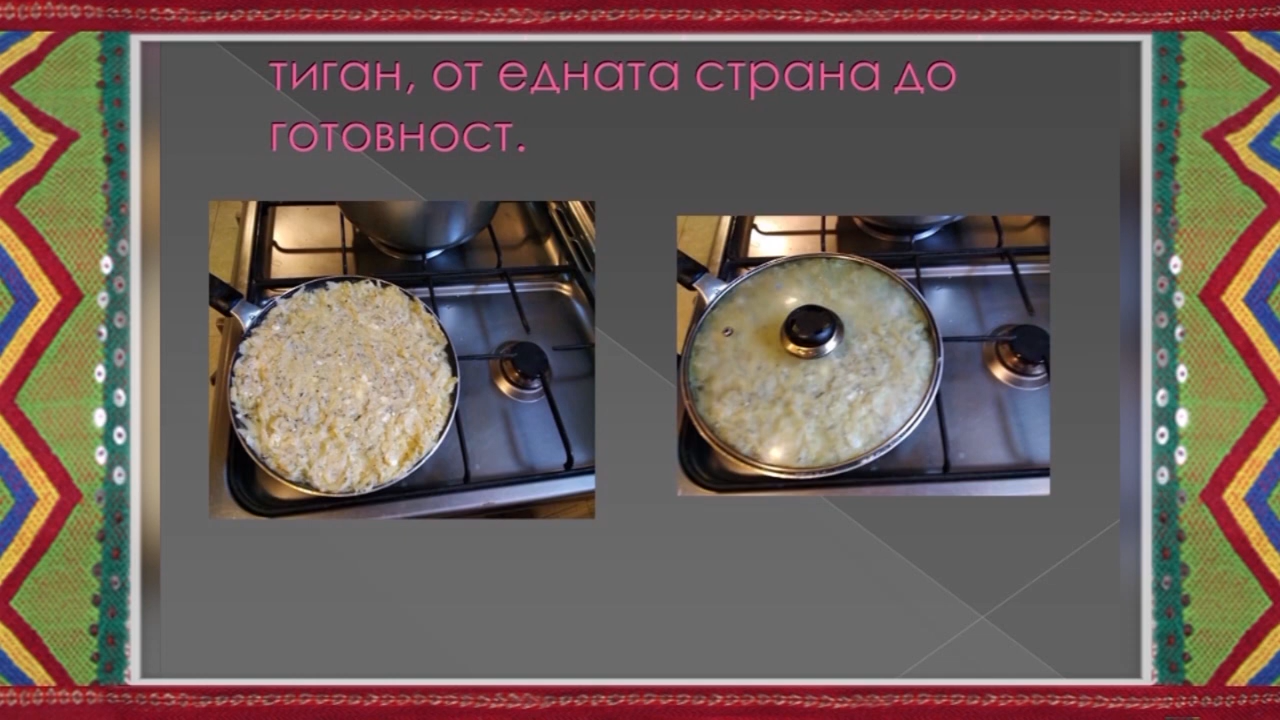 тиган, от едната страна до
готовност.